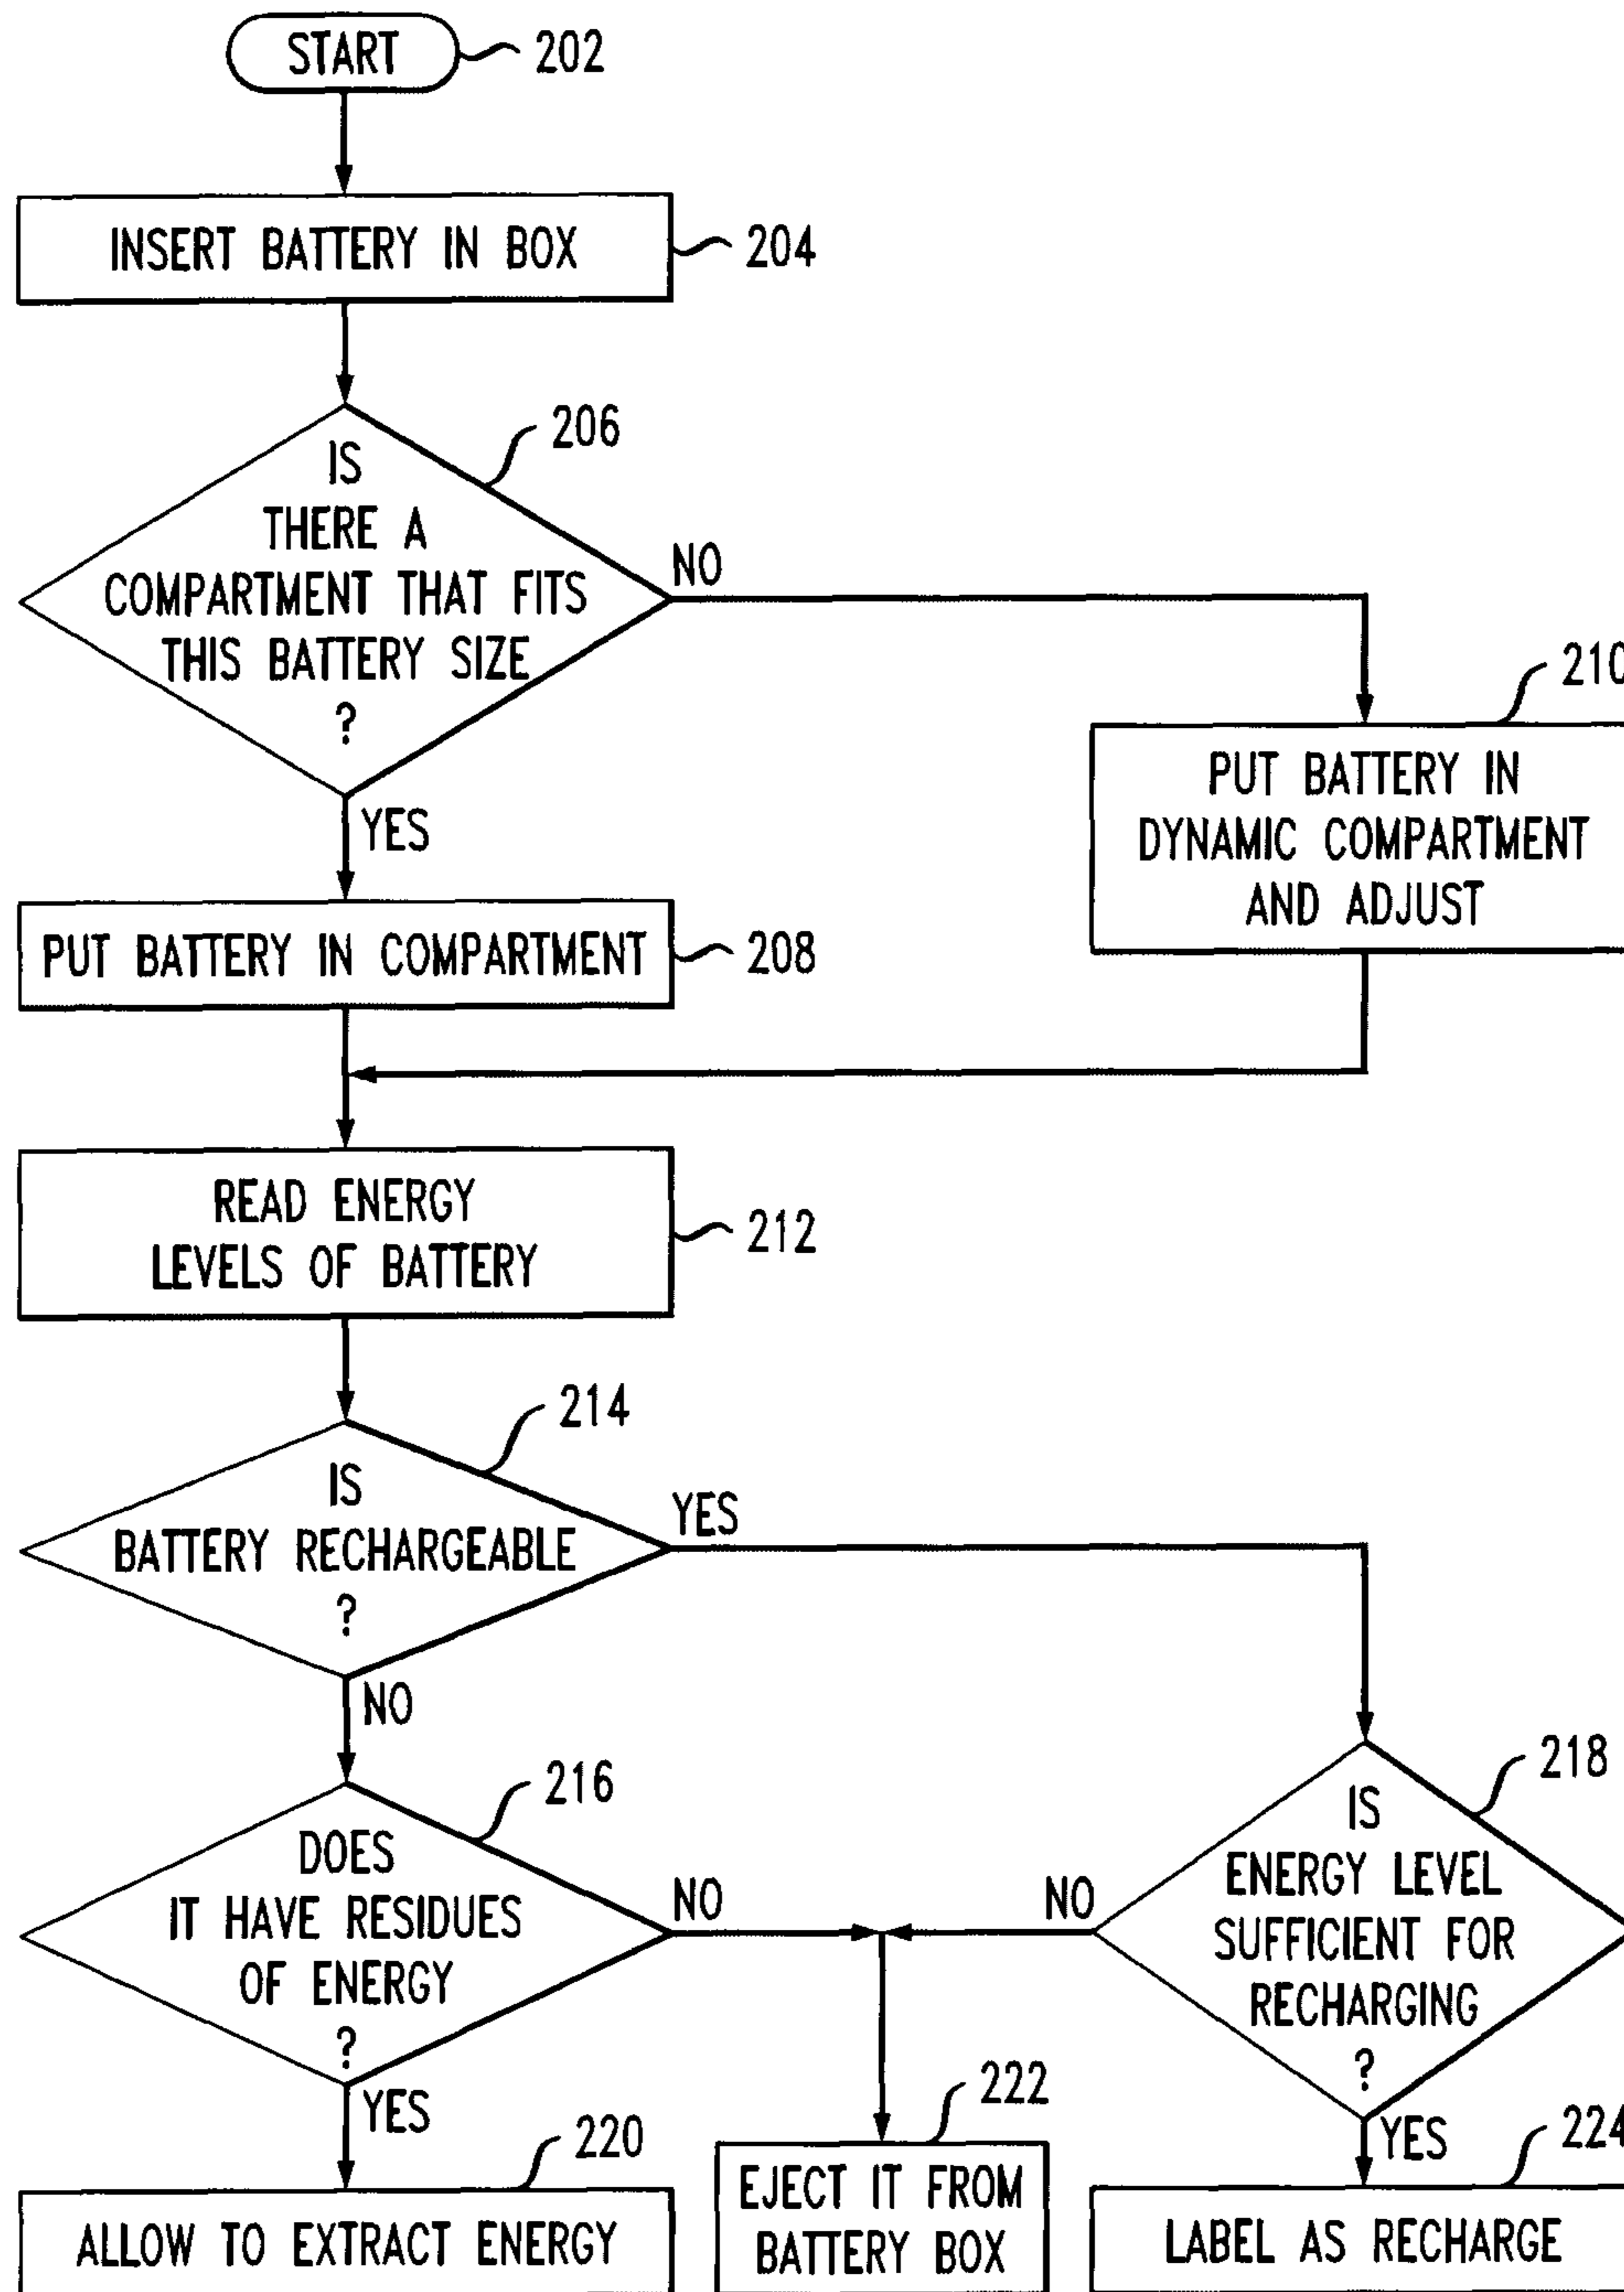 START
202
INSERT BATTERY IN BOX
204
206
IS
THERE A
COMPARTMENT THAT FITS
THIS BATTERY SIZE
?
NO
YES
210
PUT BATTERY IN
DYNAMIC COMPARTMENT
AND ADJUST
PUT BATTERY IN COMPARTMENT
208
READ ENERGY
LEVELS OF BATTERY
212
214
IS
BATTERY RECHARGEABLE
?
YES
NO
216
DOES
IT HAVE RESIDUES
OF ENERGY
?
NO
YES
218
IS
ENERGY LEVEL
SUFFICIENT FOR
RECHARGING
?
NO
YES
220
ALLOW TO EXTRACT ENERGY
222
EJECT IT FROM
BATTERY BOX
224
LABEL AS RECHARGE